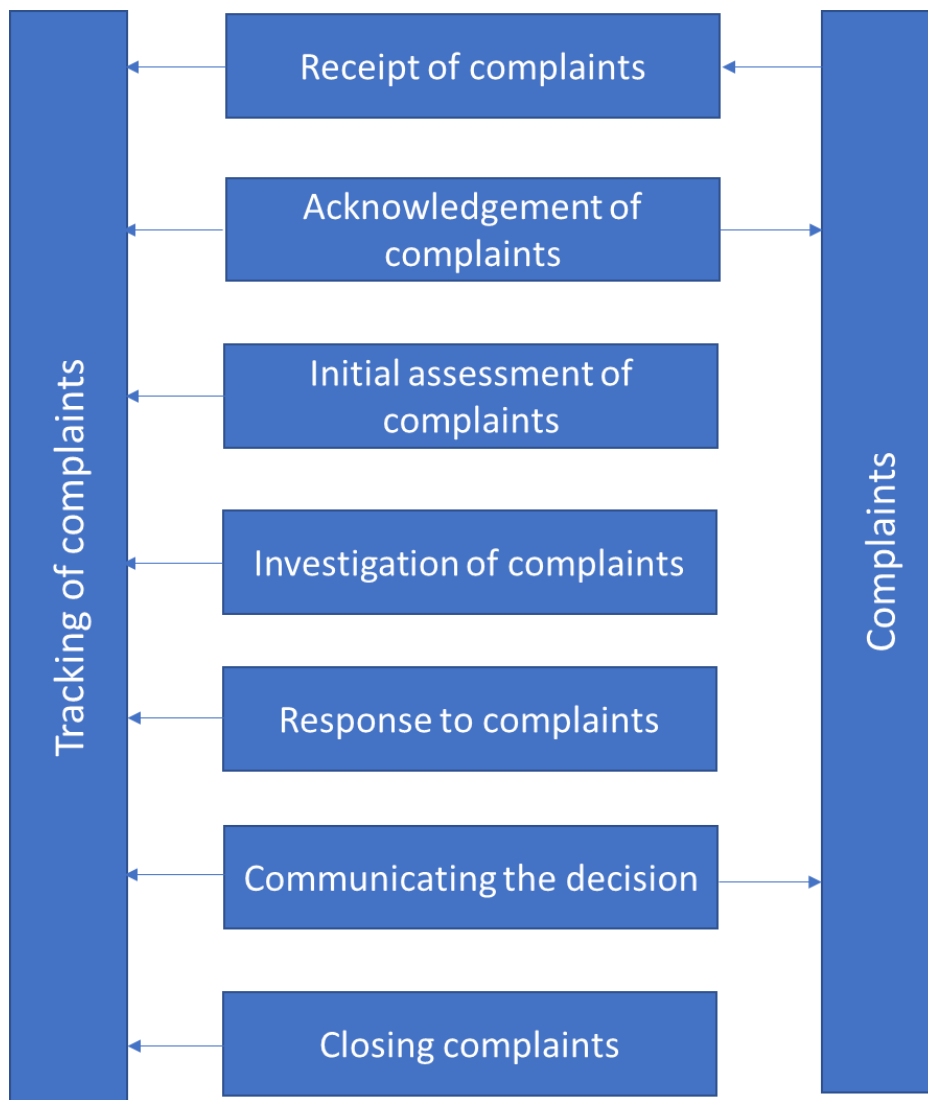 Tracking of complaints
Receipt of complaints
Acknowledgement of
complaints
Initial assessment of
complaints
Investigation of complaints
Response to complaints
Communicating the decision
Closing complaints
Complaints